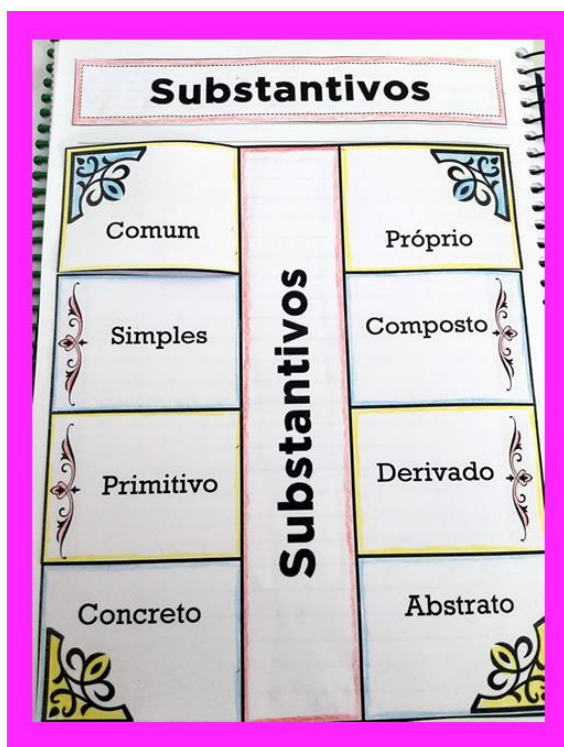 Substantivos
Comum
Próprio
Substantivos
Simples
Composto
Primitivo
Derivado
Concreto
Abstrato